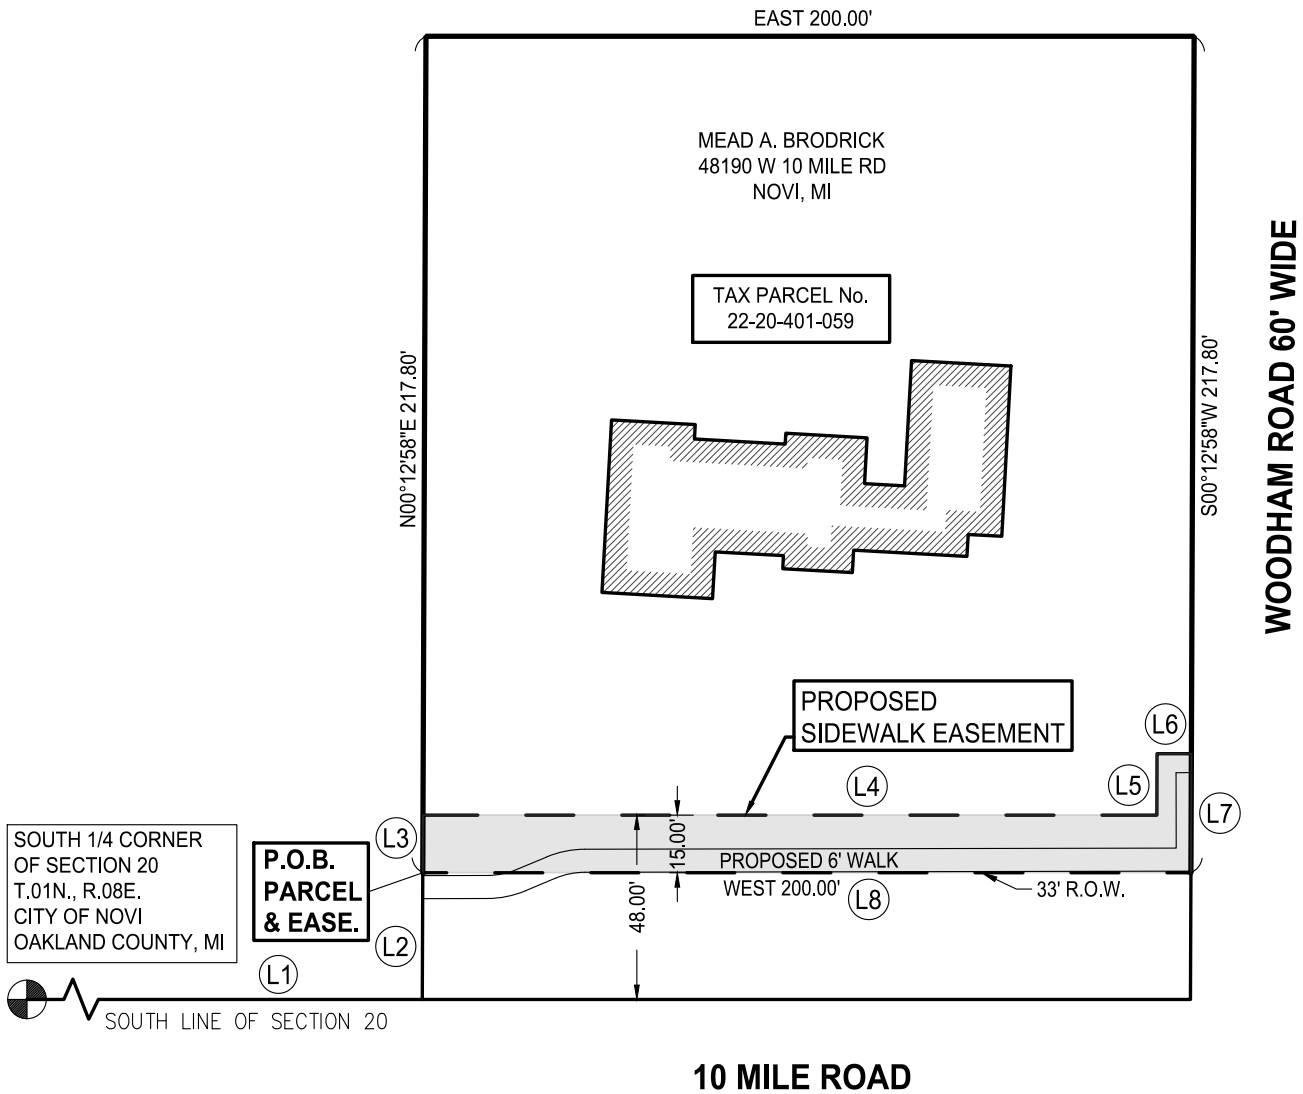 EAST 200.00'
MEAD A. BRODRICK
48190 W 10 MILE RD
NOVI, MI
TAX PARCEL No.
22-20-401-059
N00°12'58"E 217.80'
S00°12'58"W 217.80'
WOODHAM ROAD 60' WIDE
PROPOSED
SIDEWALK EASEMENT
L6
L5
L4
L7
L3
15.00'
48.00'
PROPOSED 6' WALK
WEST 200.00'
L8
33' R.O.W.
SOUTH 1/4 CORNER
OF SECTION 20
T.01N., R.08E.
CITY OF NOVI
OAKLAND COUNTY, MI
P.O.B.
PARCEL
& EASE.
L2
L1
SOUTH LINE OF SECTION 20
10 MILE ROAD